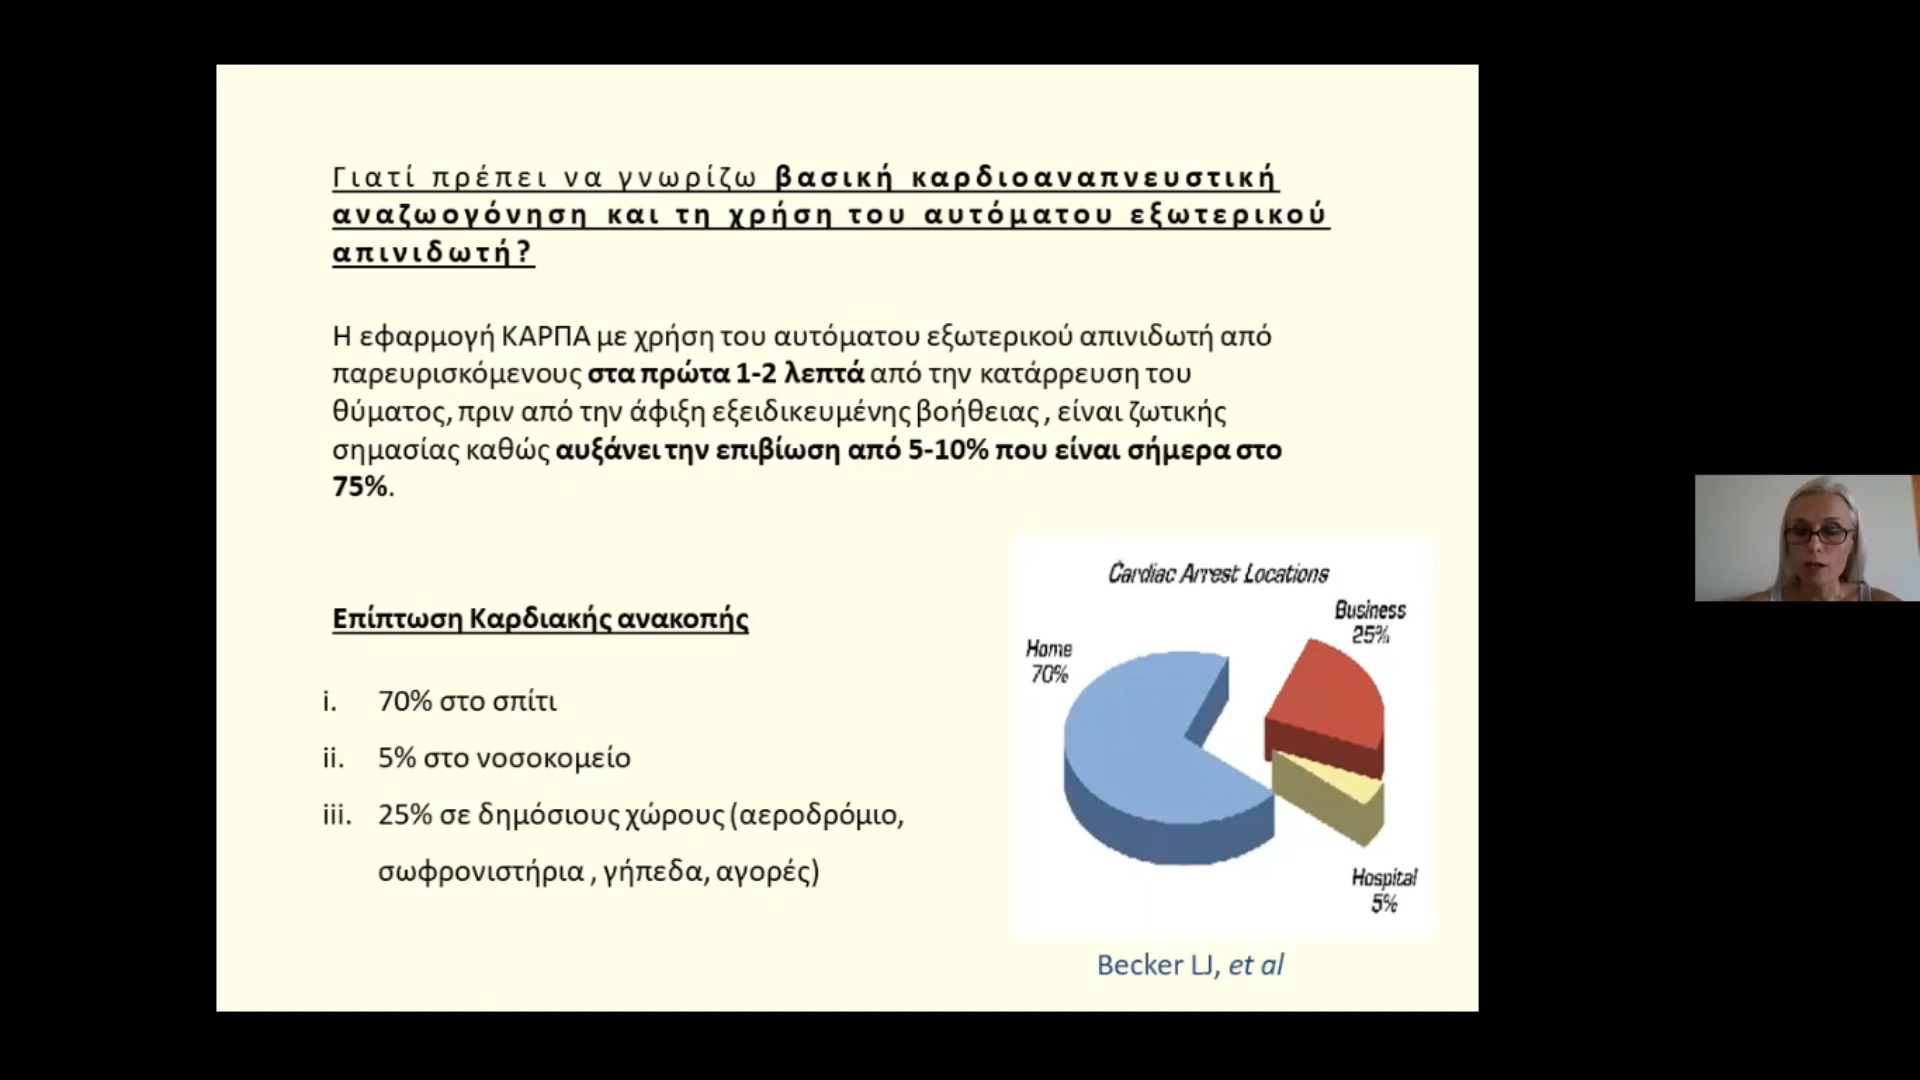 Γιατί πρέπει να γνωρίζω βασική καρδιοαναπνευστική
αναζωογόνηση και τη χρήση του αυτόματου εξωτερικού
απινιδωτή?
Η εφαρμογή ΚΑΡΠΑ με χρήση του αυτόματου εξωτερικού απινιδωτή από
παρευρισκόμενους στα πρώτα 1-2 λεπτά από την κατάρρευση του
θύματος, πριν από την άφιξη εξειδικευμένης βοήθειας , είναι ζωτικής
σημασίας καθώς αυξάνει την επιβίωση από 5-10% που είναι σήμερα στο
75%.
Επίπτωση Καρδιακής ανακοπής
i. 70% στο σπίτι
ii. 5% στο νοσοκομείο
iii. 25% σε δημόσιους χώρους (αεροδρόμιο,
σωφρονιστήρια , γήπεδα, αγορές)
Cardiac Arrest Locations
Business
25%
Home
70%
Hospital
5%
Becker LJ, et al